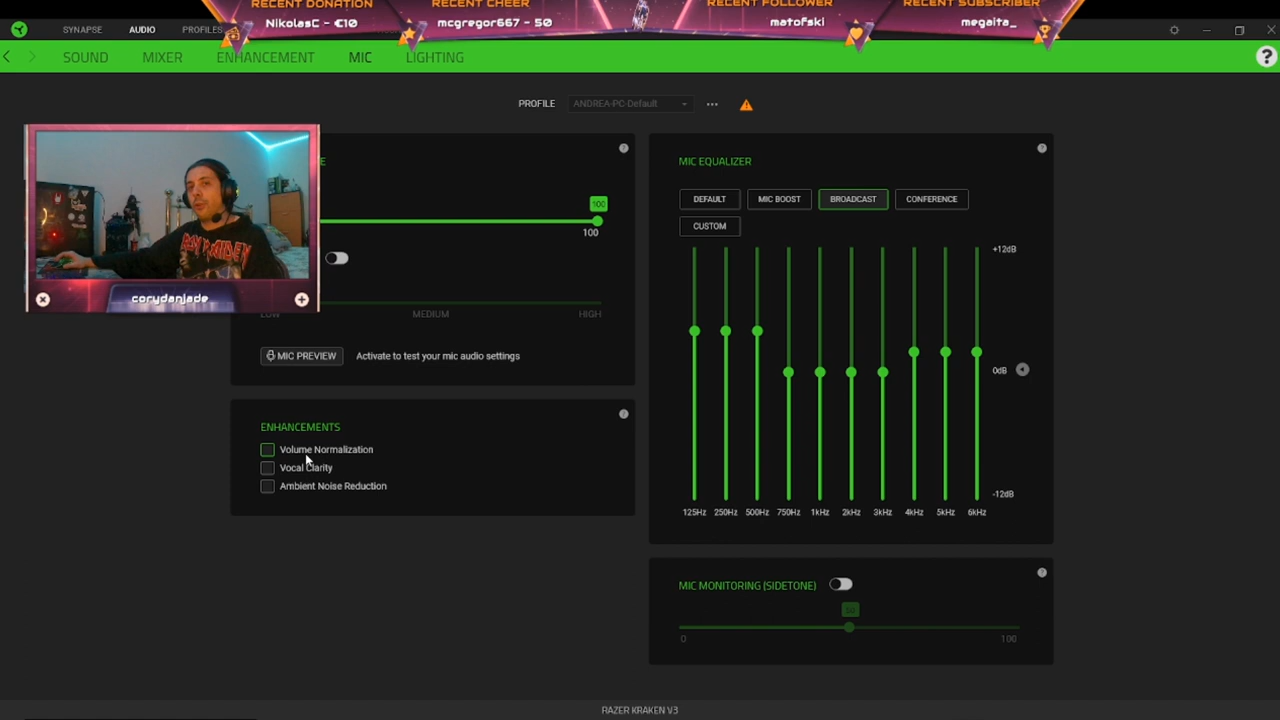 RECENT DONATION
NikolasC - €10
RECENT CHEER
mcgregor667 - 50
RECENT FOLLOWER
matofski
RECENT SUBSCRIBER
megaita_
SYNAPSE
AUDIO
PROFILES
SOUND
MIXER
ENHANCEMENT
MIC
LIGHTING
?
PROFILE
ANDREA-PC-Default
100
100
LOW
MEDIUM
HIGH
MIC PREVIEW
Activate to test your mic audio settings
corydanjade
IRON MAIDEN
ENHANCEMENTS
Volume Normalization
Vocal Clarity
Ambient Noise Reduction
MIC EQUALIZER
DEFAULT
MIC BOOST
BROADCAST
CONFERENCE
CUSTOM
+12dB
0dB
-12dB
125Hz 250Hz 500Hz 750Hz 1kHz 2kHz 3kHz 4kHz 5kHz 6kHz
MIC MONITORING (SIDETONE)
50
0
100
RAZER KRAKEN V3